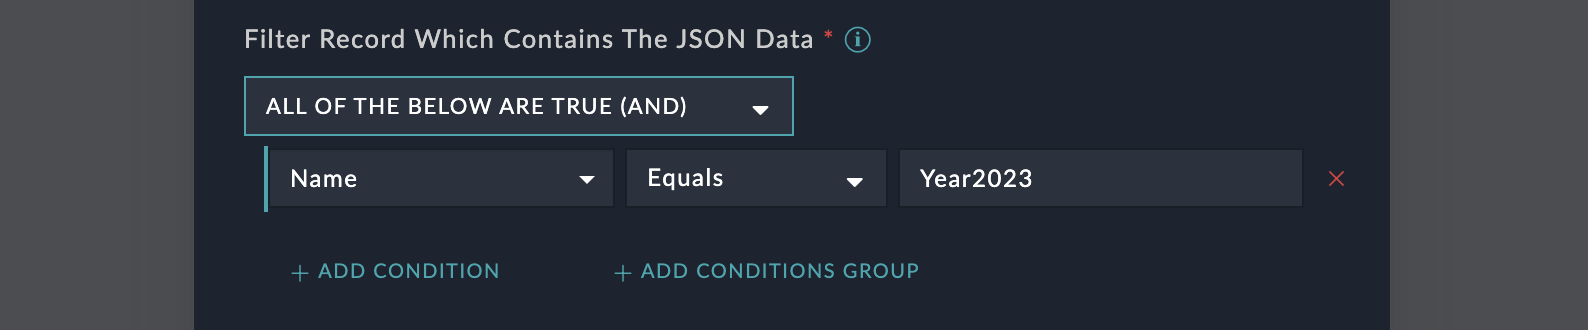 Filter Record Which Contains The JSON Data *
ALL OF THE BELOW ARE TRUE (AND)
Name Equals Year2023
+ ADD CONDITION + ADD CONDITIONS GROUP